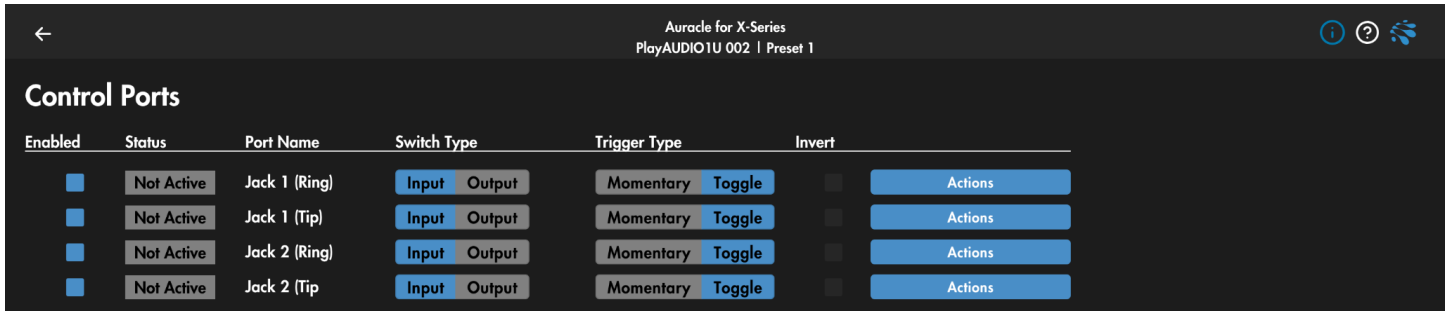 Auracle for X-Series
PlayAUDIO1U 002 | Preset 1
Control Ports
Enabled Status Port Name Switch Type Trigger Type Invert
Not Active Jack 1 (Ring) Input Output Momentary Toggle Actions
Not Active Jack 1 (Tip) Input Output Momentary Toggle Actions
Not Active Jack 2 (Ring) Input Output Momentary Toggle Actions
Not Active Jack 2 (Tip Input Output Momentary Toggle Actions